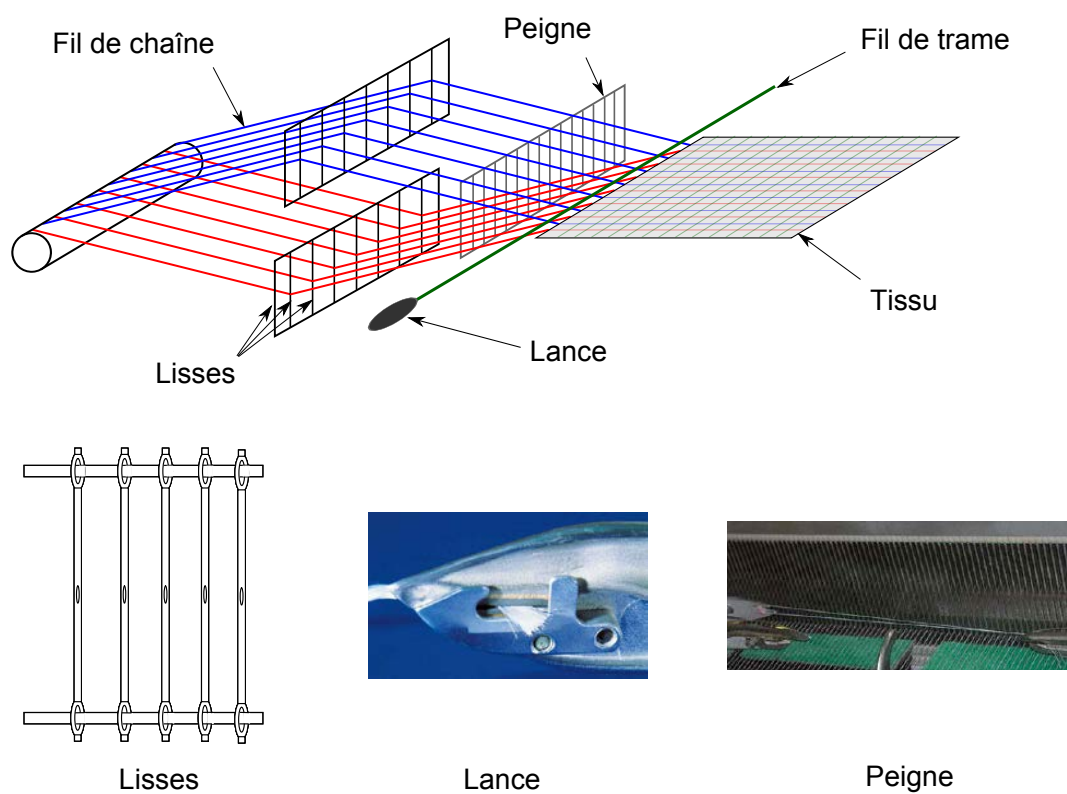 Peigne
Fil de trame
Fil de chaîne
Tissu
Lance
Lisses
Lisses
Lance
Peigne